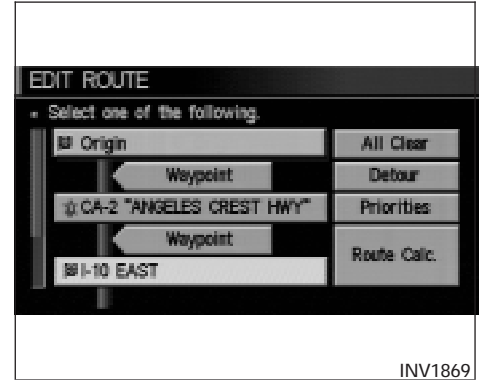 EDIT ROUTE
Select one of the following.
Origin
All Clear
Waypoint
Detour
CA-2 "ANGELES CREST HWY"
Priorities
Waypoint
Route Calc.
I-10 EAST
INV1869